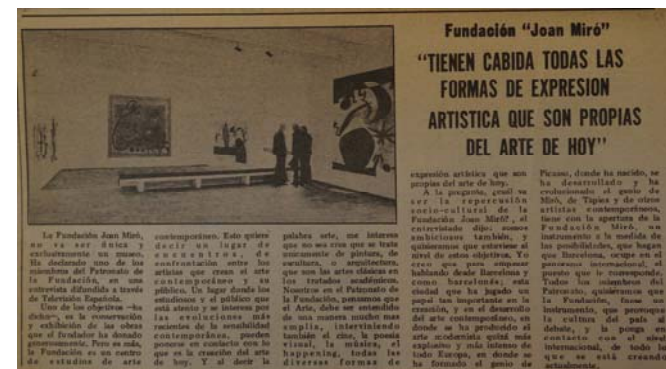 Fundación "Joan Miró"
"TIENEN CABIDA TODAS LAS
FORMAS DE EXPRESION
ARTISTICA QUE SON PROPIAS
DEL ARTE DE HOY"
La Fundación Joan Miró,
no va ser única y
exclusivamente un museo.
Ha declarado uno de los
miembros del Patronato de
la Fundación, en una
entrevista difundida a través
de Televisión Española.
Uno de los objetivos —ha
dicho—, es la conservación
y exhibición de las obras
que el fundador ha donado
generosamente. Pero es más,
la Fundación es un centro
de estudios de arte
contemporáneo. Esto quiere
decir un lugar de
encuentros o de
confrontación entre los
artistas que crean el arte
contemporáneo y su
público. Un lugar donde los
estudiosos y el público que
está atento y se interesa por
las evoluciones más
recientes de la sensibilidad
contemporánea, pueden
ponerse en contacto con lo
que es la creación del arte
de hoy. Y al decir la
palabra arte, me interesa
que no sea crea que se trata
unicamente de pintura, de
escultura, o arquitectura,
que son las artes clásicas en
los tratados académicos.
Nosotros en el Patronato de
la Fundación, pensamos que
el Arte, debe ser entendido
de una manera mucho mas
amplia, interviniendo
también el cine, la poesía
visual, la música, el
happening, todas las
diversas formas de
expresión artística que son
propias del arte de hoy.
A la pregunta, ¿cuál va
ser la repercusión
socio-cultural de la
Fundación Joan Miró?, el
entrevistado dijo: somos
ambiciosos también, y
quisieramos que estuviese al
nivel de estos objetivos. Yo
creo que para empezar
hablando desde Barcelona y
como barcelonés; esta
ciudad que ha jugado un
papel tan importante en la
creación, y en el desarrollo
del arte contemporáneo, en
donde se ha producido el
arte modernista quizá más
explosivo y más intenso de
todo Europa, en donde se
ha formado el genio de
Picasso, donde ha nacido, se
ha desarrollado y ha
evolucionado el genio de
Miró, de Tàpies y de otros
artistas contemporáneos,
tiene con la apertura de la
Fundación Miró, un
instrumento a la medida de
las posibilidades, que hagan
que Barcelona, ocupe en el
panorama internacional, el
puesto que le corresponde.
Todos los miembros del
Patronato, quisiéramos que
la Fundación, fuese un
instrumento, que promoviera
la cultura del país al
debate, y la ponga en
contacto con el nivel
internacional, de todo lo
que se está creando
actualmente.